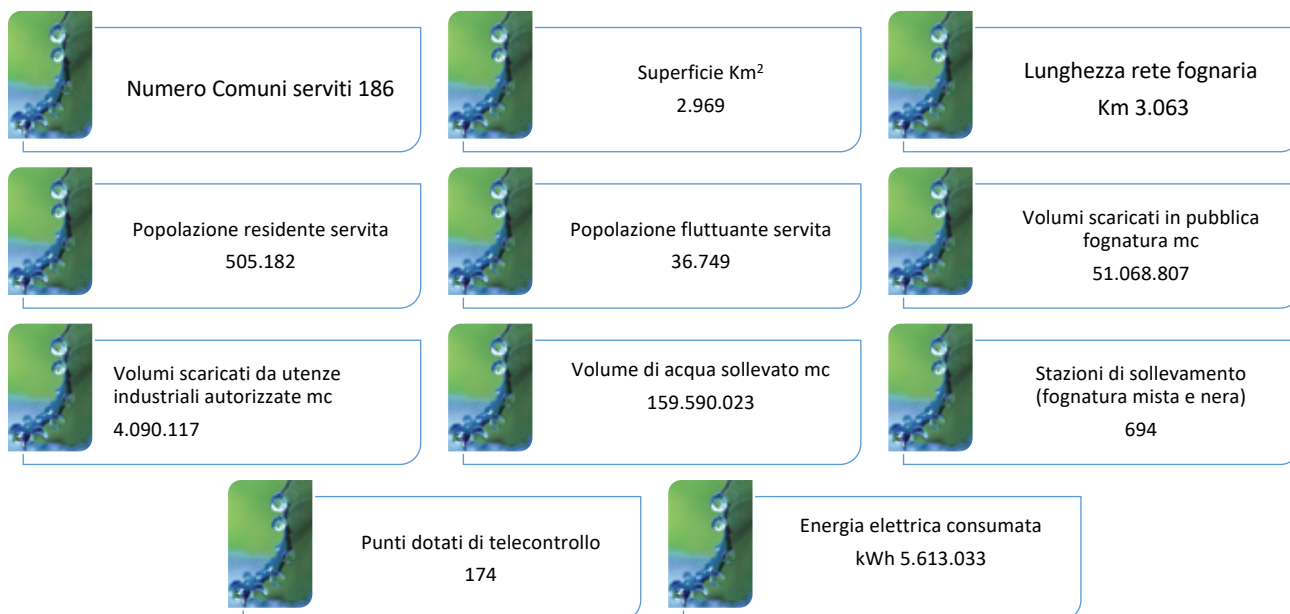 Numero Comuni serviti 186
Superficie Km²
2.969
Lunghezza rete fognaria
Km 3.063
Popolazione residente servita
505.182
Popolazione fluttuante servita
36.749
Volumi scaricati in pubblica
fognatura mc
51.068.807
Volumi scaricati da utenze
industriali autorizzate mc
4.090.117
Volume di acqua sollevato mc
159.590.023
Stazioni di sollevamento
(fognatura mista e nera)
694
Punti dotati di telecontrollo
174
Energia elettrica consumata
kWh 5.613.033